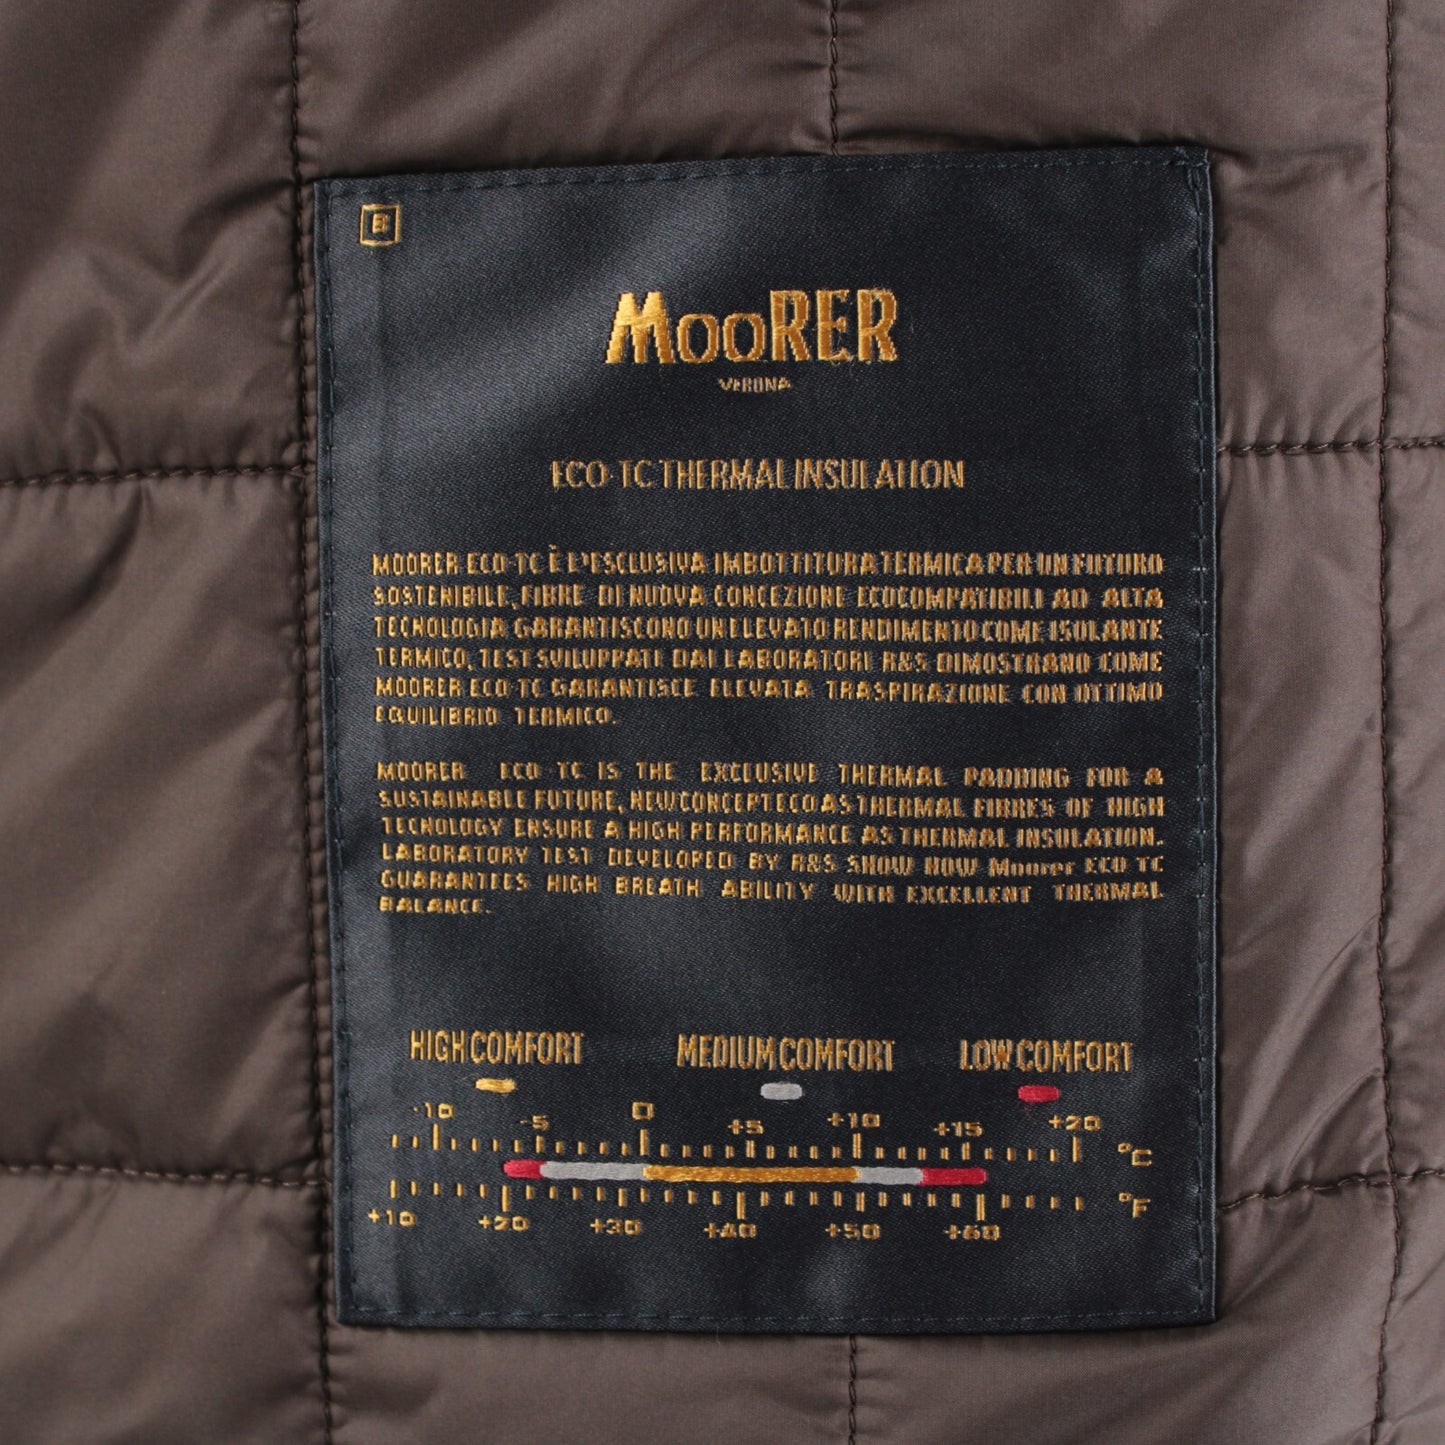 B
MOORER
VERONA
ECO-TC THERMAL INSULATION
MOORER ECO-TC È L'ESCLUSIVA IMBOTTITURA TERMICA PER UN FUTURO
SOSTENIBILE, FIBRE DI NUOVA CONCEZIONE ECOCOMPATIBILI AD ALTA
TECNOLOGIA GARANTISCONO UN ELEVATO RENDIMENTO COME ISOLANTE
TERMICO, TEST SVILUPPATI DAI LABORATORI R&S DIMOSTRANO COME
MOORER ECO-TC GARANTISCE ELEVATA TRASPIRAZIONE CON OTTIMO
EQUILIBRIO TERMICO.
MOORER ECO-TC IS THE EXCLUSIVE THERMAL PADDING FOR A
SUSTAINABLE FUTURE, NEW CONCEPT ECO AS THERMAL FIBRES OF HIGH
TECNOLOGY ENSURE A HIGH PERFORMANCE AS THERMAL INSULATION.
LABORATORY TEST DEVELOPED BY R&S SHOW HOW Moorer ECO TC
GUARANTEES HIGH BREATH ABILITY WITH EXCELLENT THERMAL
BALANCE.
HIGH COMFORT MEDIUM COMFORT LOW COMFORT
-10 -5 0 +5 +10 +15 +20 °C
+10 +20 +30 +40 +50 +60 °F